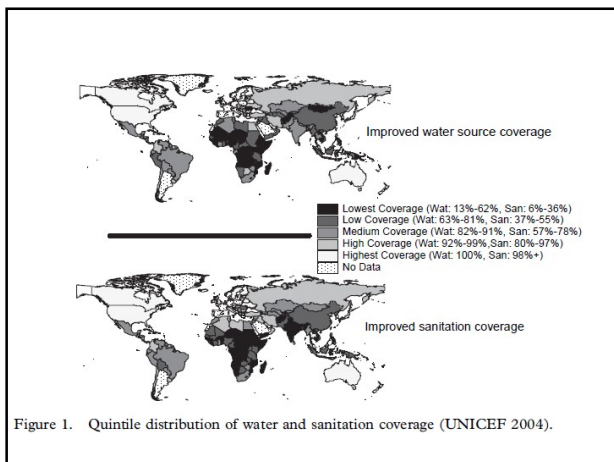 Improved water source coverage
Lowest Coverage (Wat: 13%-62%, San: 6%-36%)
Low Coverage (Wat: 63%-81%, San: 37%-55%)
Medium Coverage (Wat: 82%-91%, San: 57%-78%)
High Coverage (Wat: 92%-99%, San: 80%-97%)
Highest Coverage (Wat: 100%, San: 98%+)
No Data
Improved sanitation coverage
Figure 1. Quintile distribution of water and sanitation coverage (UNICEF 2004).